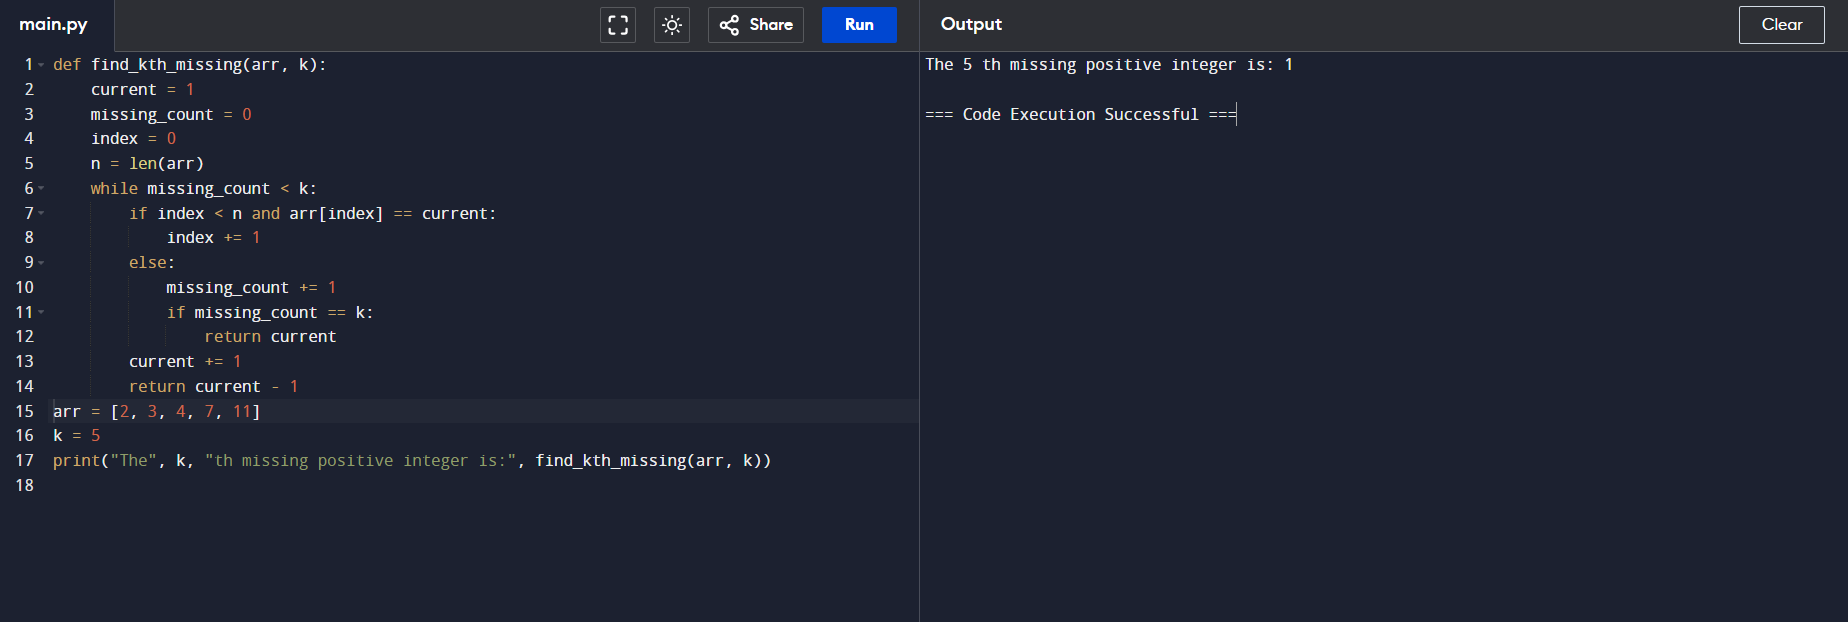 main.py
Share
Run
Output
Clear
1 def find_kth_missing(arr, k):
2     current = 1
3     missing_count = 0
4     index = 0
5     n = len(arr)
6     while missing_count < k:
7         if index < n and arr[index] == current:
8             index += 1
9         else:
10             missing_count += 1
11             if missing_count == k:
12                 return current
13         current += 1
14         return current - 1
15 arr = [2, 3, 4, 7, 11]
16 k = 5
17 print("The", k, "th missing positive integer is:", find_kth_missing(arr, k))
18
The 5 th missing positive integer is: 1
=== Code Execution Successful ===